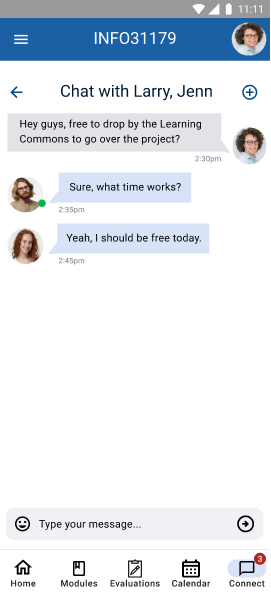 11:11
INFO31179
Chat with Larry, Jenn
Hey guys, free to drop by the Learning
Commons to go over the project?
2:30pm
Sure, what time works?
2:35pm
Yeah, I should be free today.
2:45pm
Type your message...
3
Home Modules Evaluations Calendar Connect